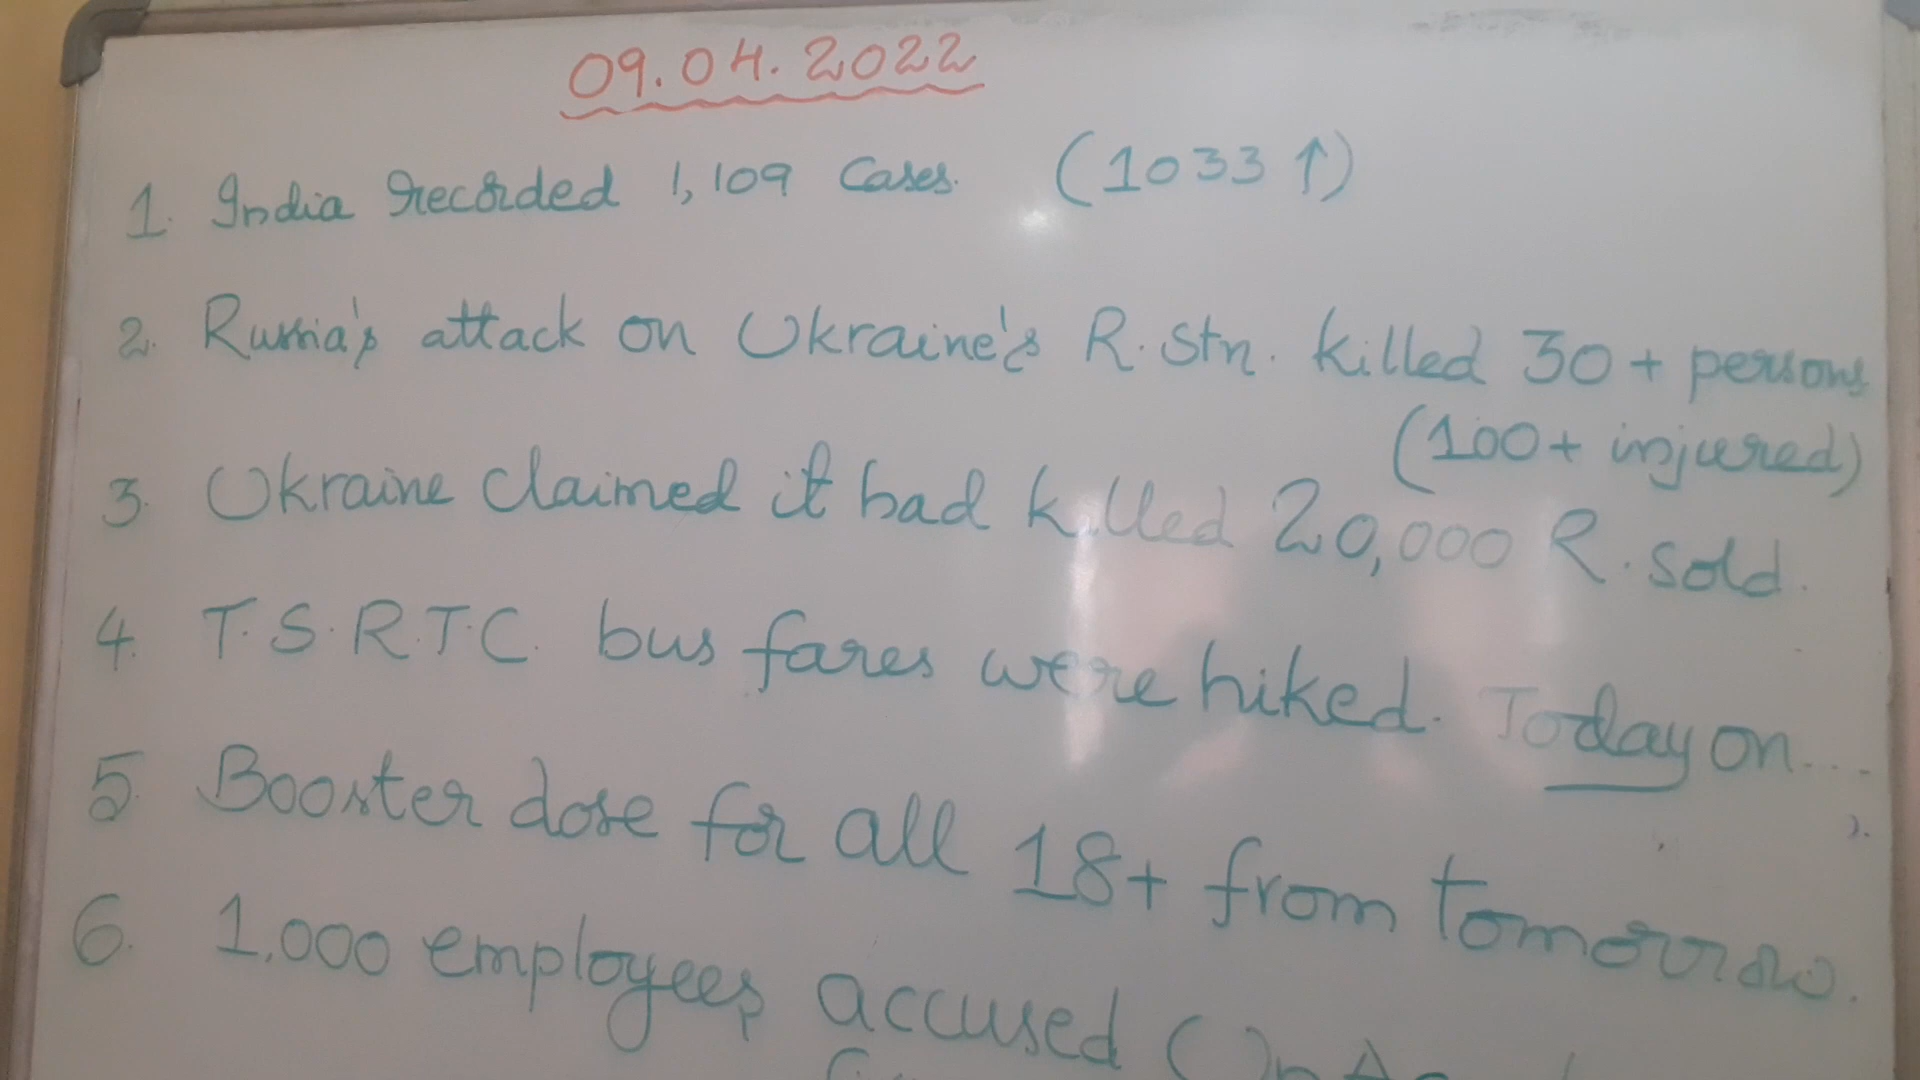 09.04.2022
1. India recorded 1,109 Cases. (1033 ↑)
2. Russia's attack on Ukraine's R. Stn. killed 30+ persons
(100+ injured)
3. Ukraine claimed it had killed 20,000 R. sold.
4. T.S.R.T.C. bus fares were hiked. Today on....
5. Booster dose for all 18+ from tomorrow.
6. 1,000 employees accused (